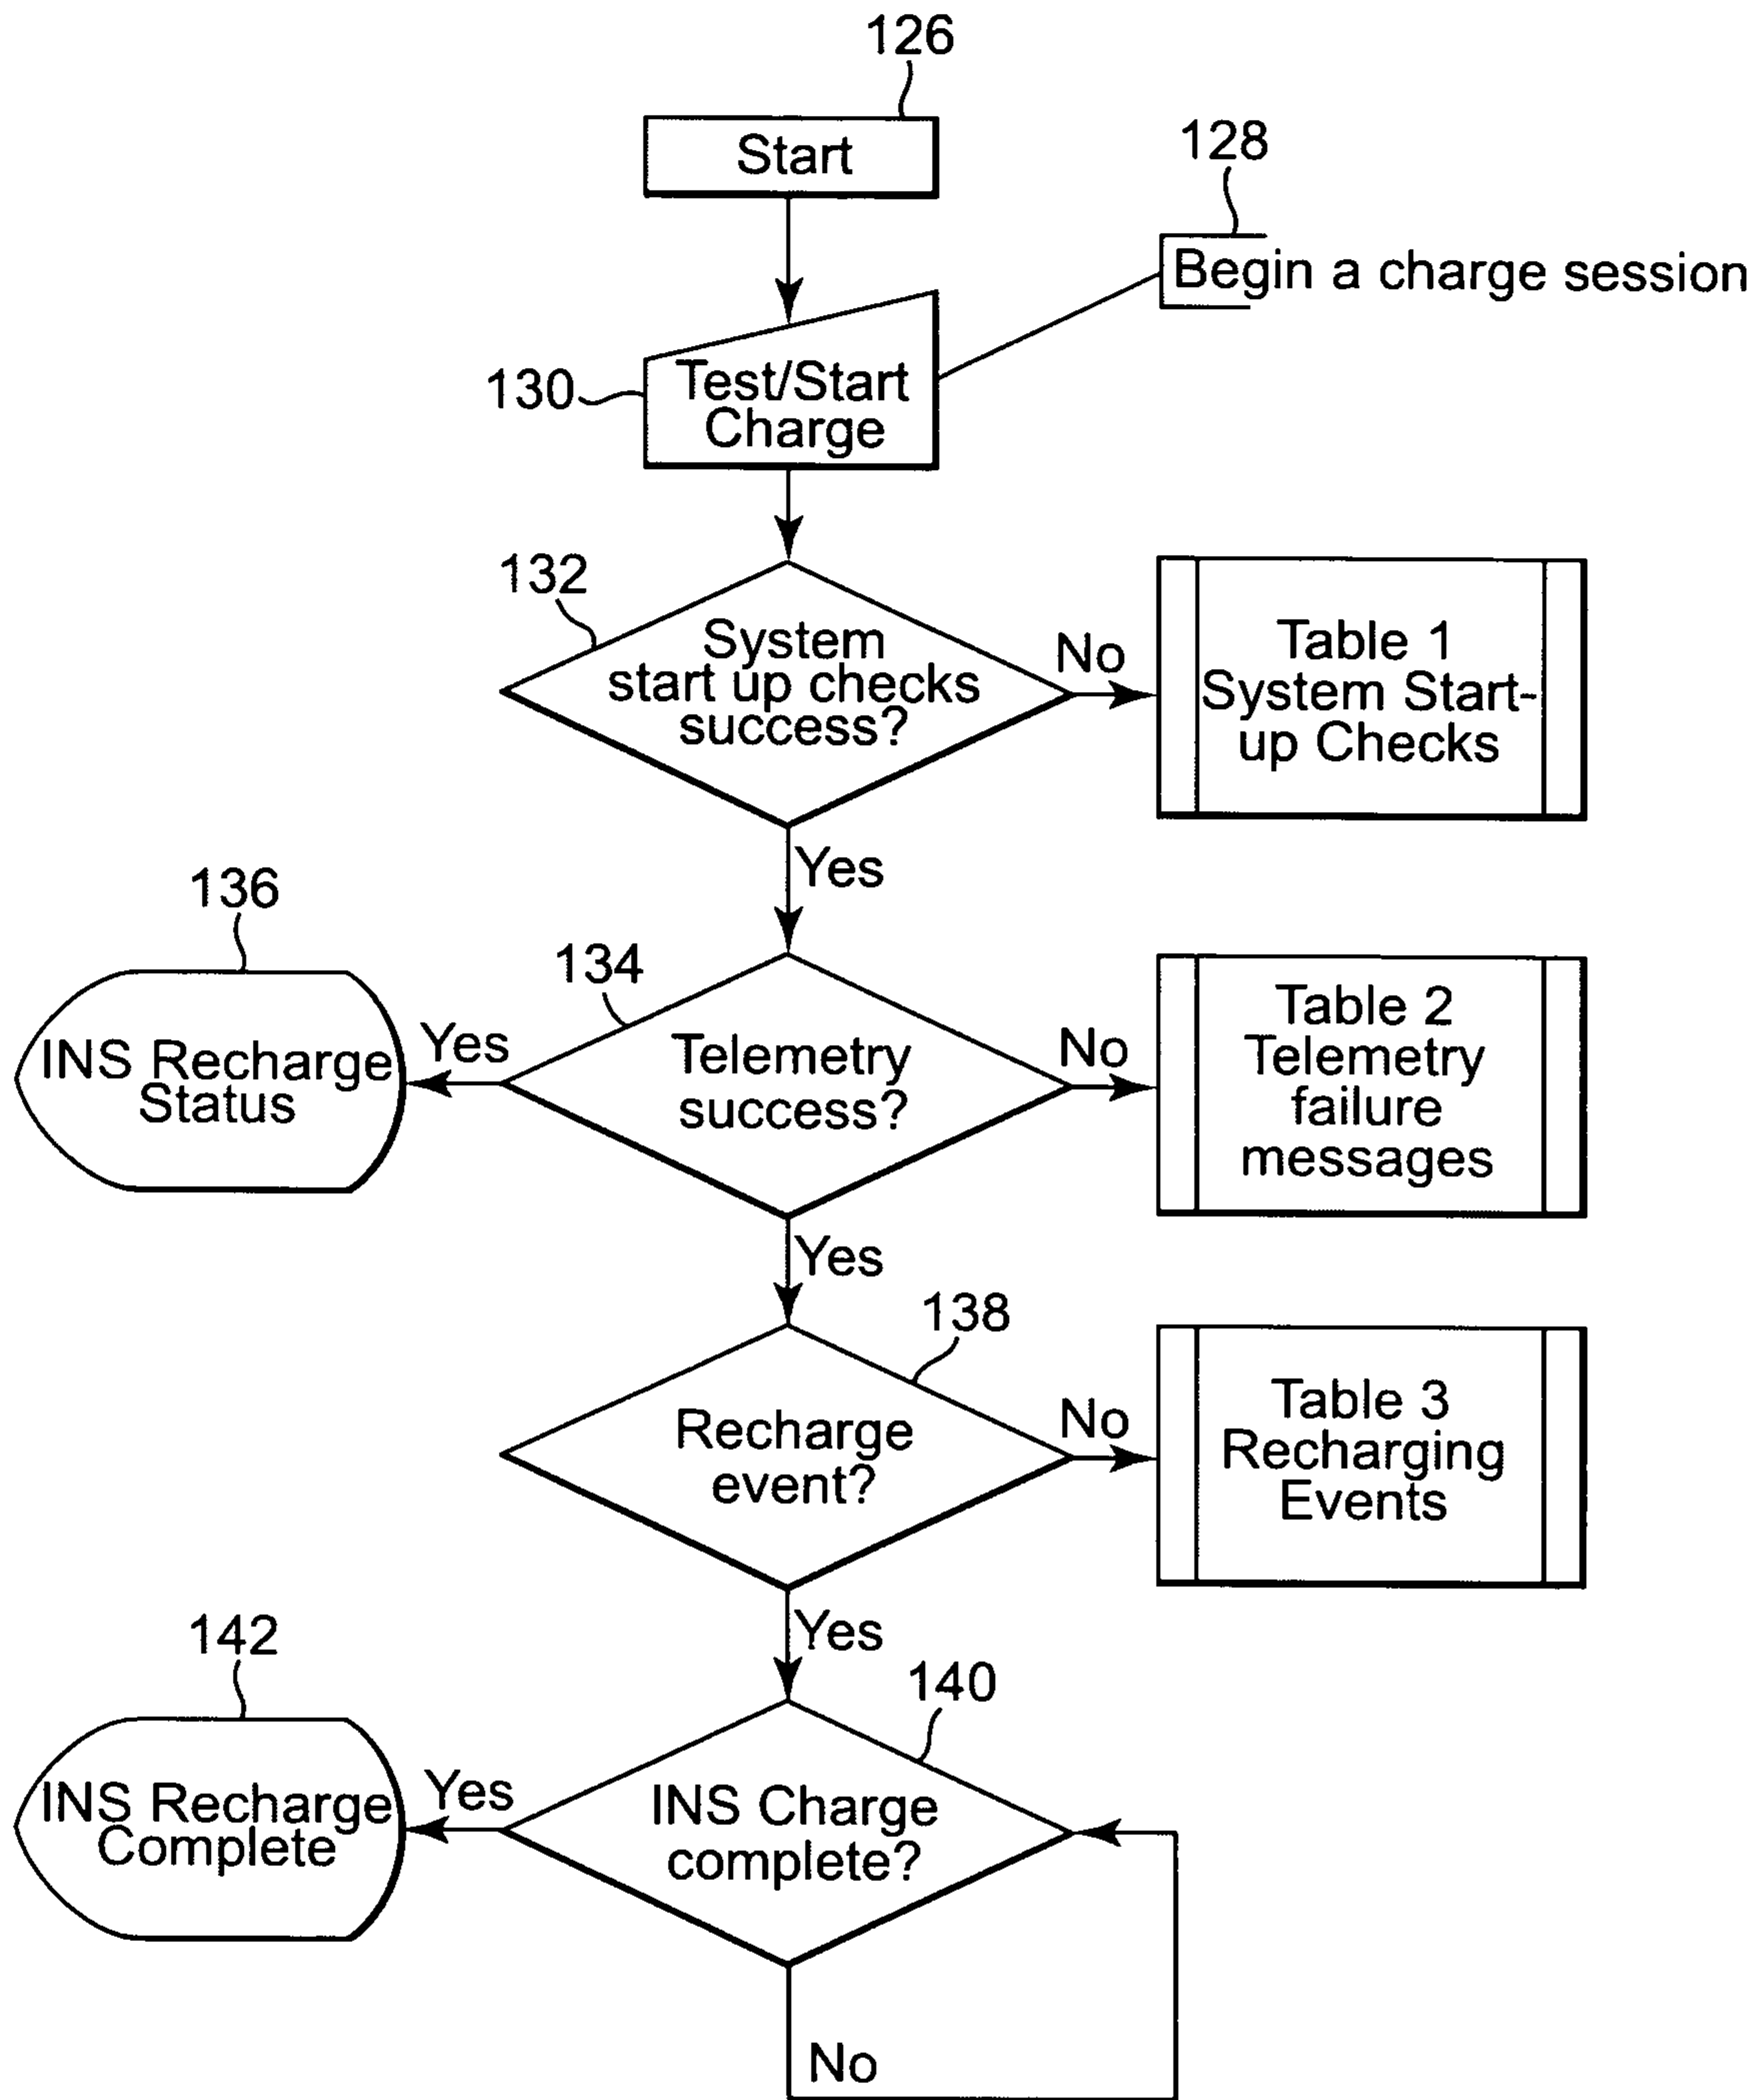 126
Start
128
Begin a charge session
130
Test/Start
Charge
132
System
start up checks
success?
No
Table 1
System Start-
up Checks
Yes
136
134
INS Recharge
Status
Yes
Telemetry
success?
No
Table 2
Telemetry
failure
messages
Yes
138
Recharge
event?
No
Table 3
Recharging
Events
Yes
142
140
INS Recharge
Complete
Yes
INS Charge
complete?
No